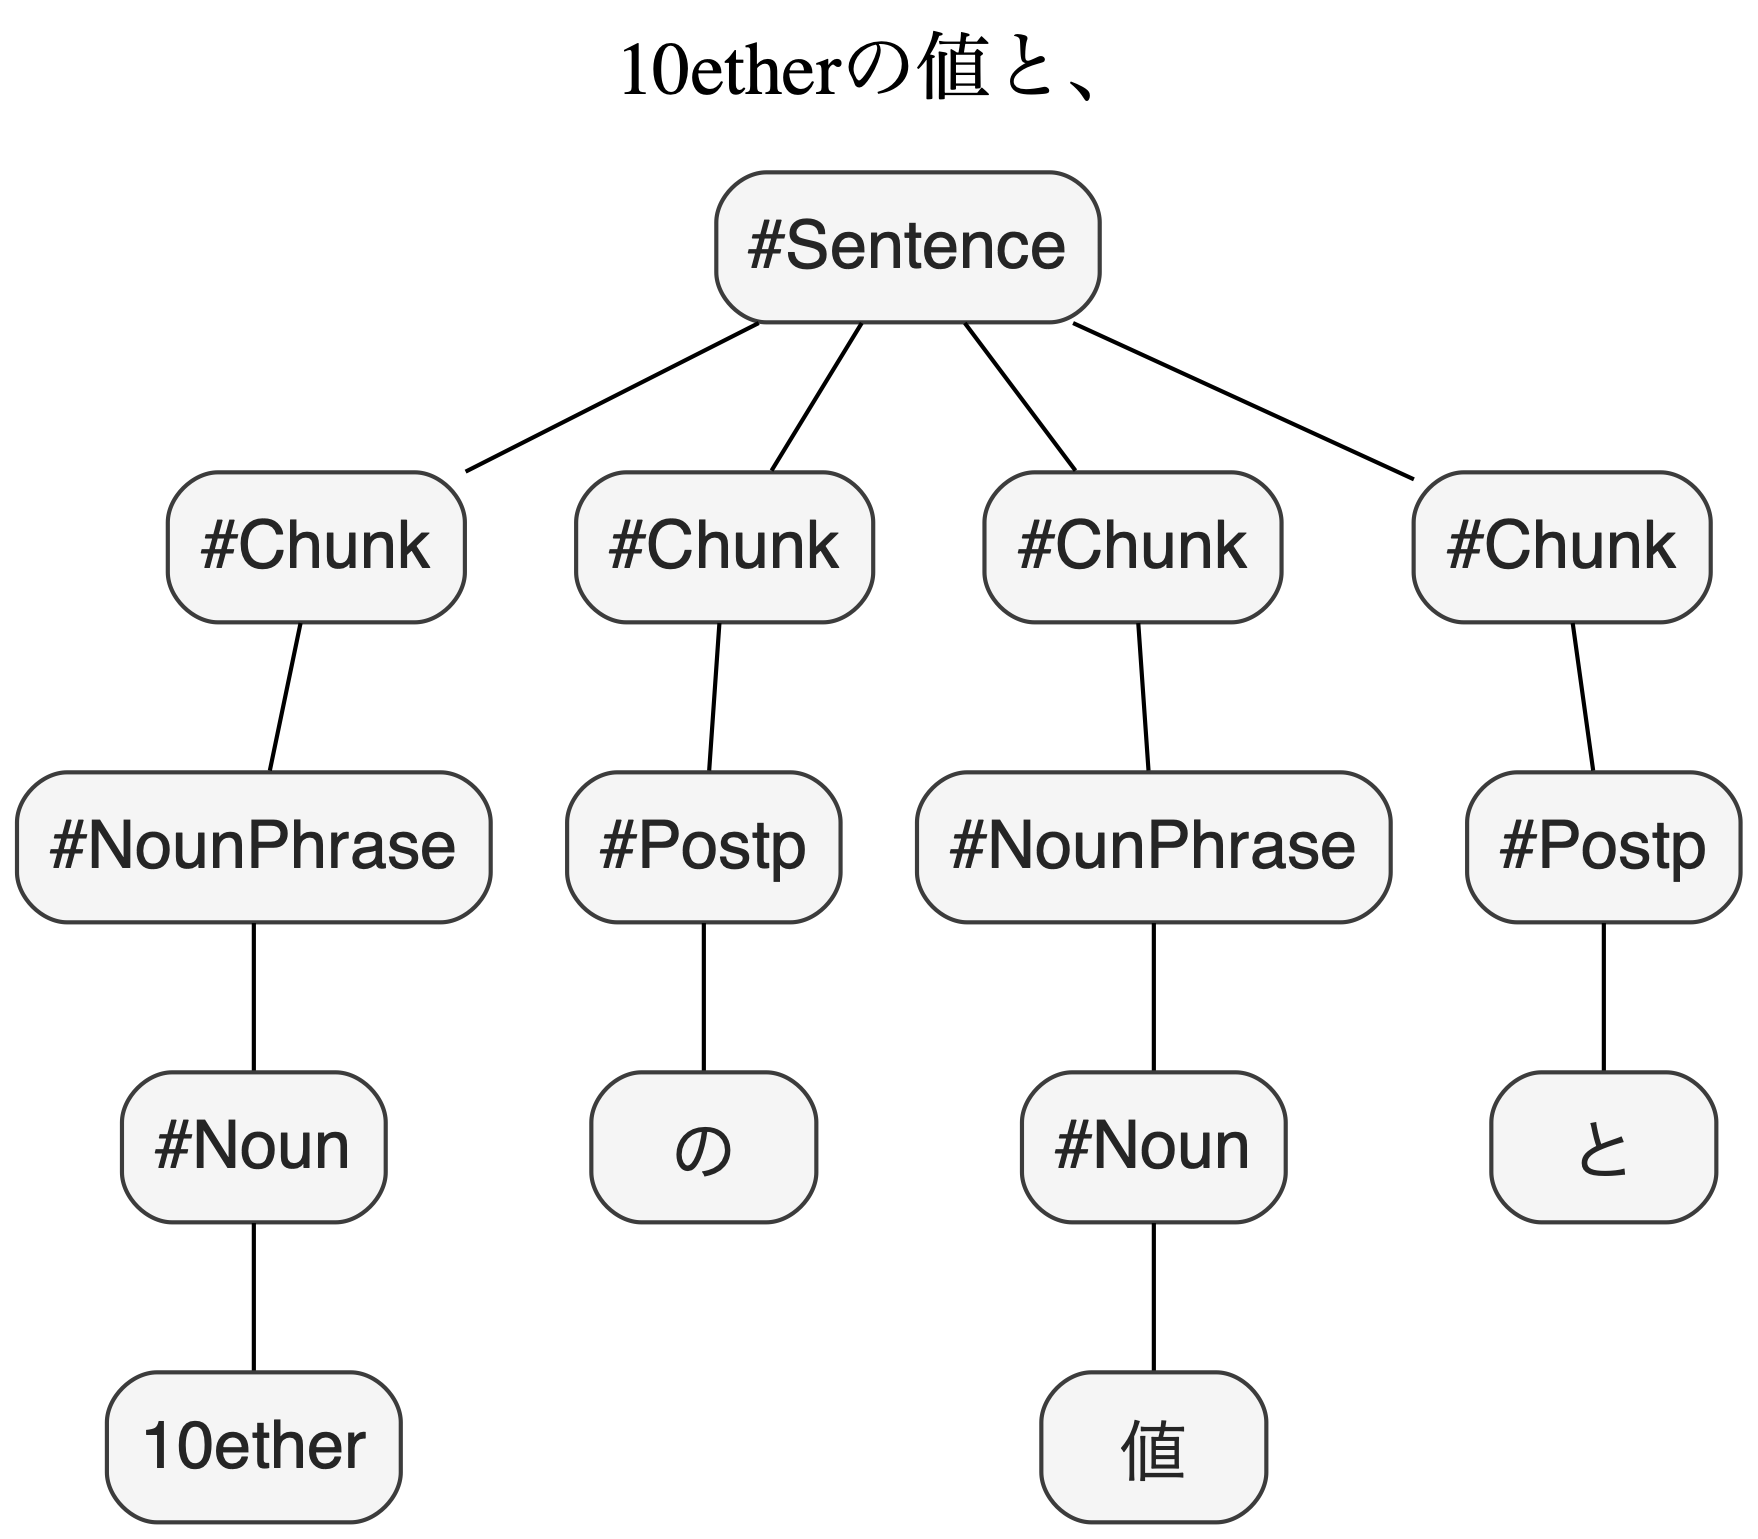 10etherの値と、
#Sentence
#Chunk #Chunk #Chunk #Chunk
#NounPhrase #Postp #NounPhrase #Postp
#Noun の #Noun と
10ether 値